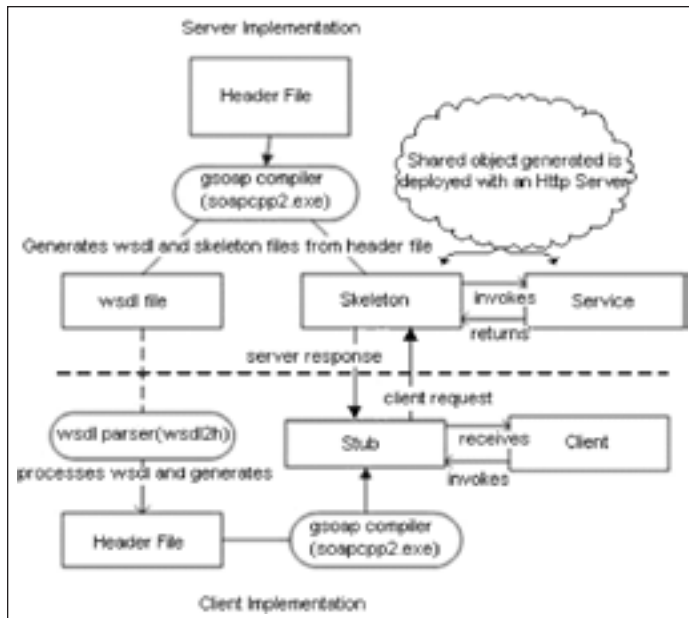 Server Implementation
Header File
gsoap compiler
(soapcpp2.exe)
Shared object generated is
deployed with an Http Server
Generates wsdl and skeleton files from header file
wsdl file
Skeleton
invokes
Service
returns
server response
client request
wsdl parser(wsdl2h)
Stub
receives
Client
processes wsdl and generates
invokes
Header File
gsoap compiler
(soapcpp2.exe)
Client Implementation